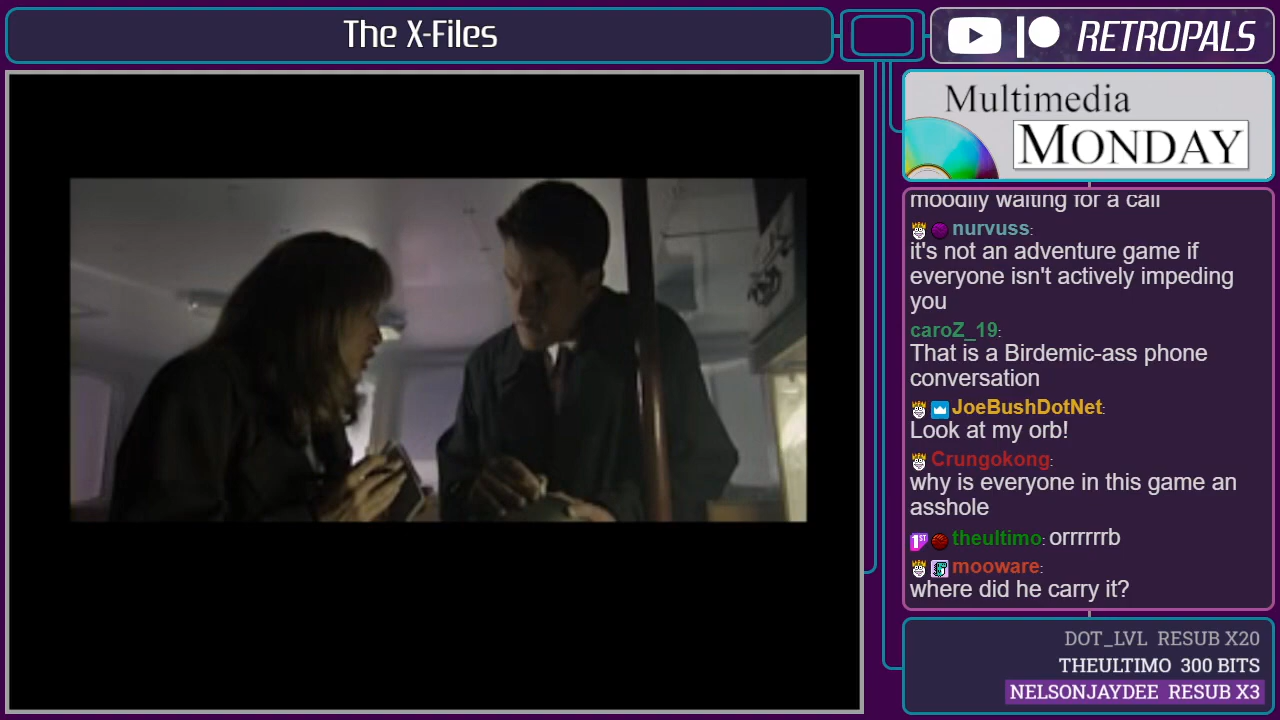 The X-Files
RETROPALS
Multimedia
MONDAY
moodily waiting for a call
nurvuss:
it's not an adventure game if
everyone isn't actively impeding
you
caroZ_19:
That is a Birdemic-ass phone
conversation
JoeBushDotNet:
Look at my orb!
Crungokong:
why is everyone in this game an
asshole
1ST theultimo: orrrrrrb
mooware:
where did he carry it?
DOT_LVL RESUB X20
THEULTIMO 300 BITS
NELSONJAYDEE RESUB X3